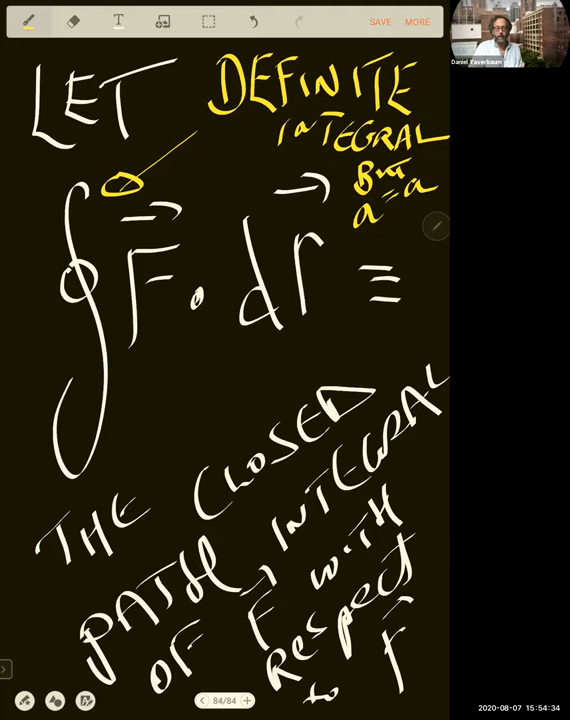 SAVE MORE
Daniel Yaverbaum
LET DEFINITE
INTEGRAL
BUT
a = a
∮ F⃗ · dr⃗ ≡
THE CLOSED
PATH INTEGRAL
OF F⃗ WITH
RESPECT
to r⃗
84/84
2020-08-07 15:54:34